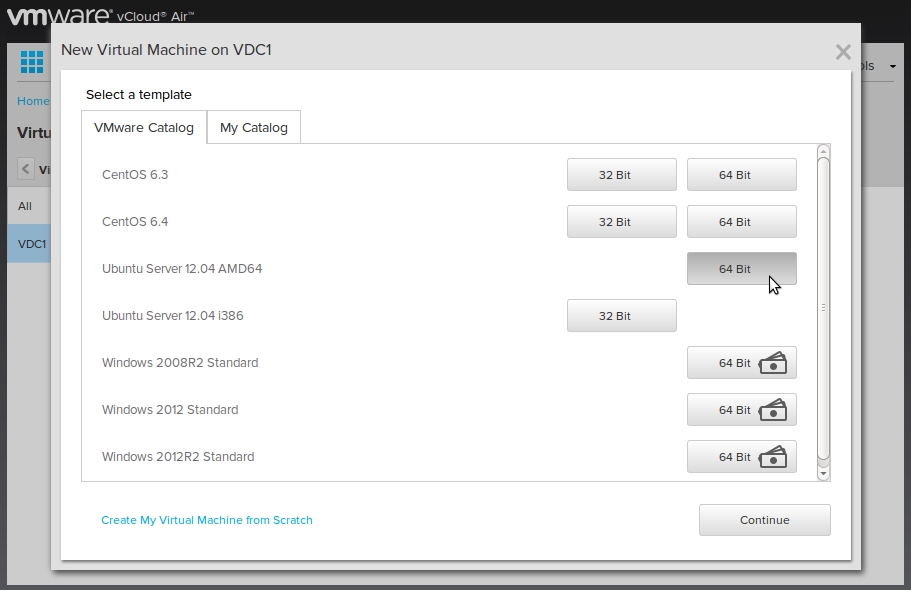 vmware® vCloud® Air™
New Virtual Machine on VDC1
Home
Virtu
Vi
All
VDC1
ols
Select a template
VMware Catalog
My Catalog
CentOS 6.3 32 Bit 64 Bit
CentOS 6.4 32 Bit 64 Bit
Ubuntu Server 12.04 AMD64 64 Bit
Ubuntu Server 12.04 i386 32 Bit
Windows 2008R2 Standard 64 Bit
Windows 2012 Standard 64 Bit
Windows 2012R2 Standard 64 Bit
Create My Virtual Machine from Scratch
Continue